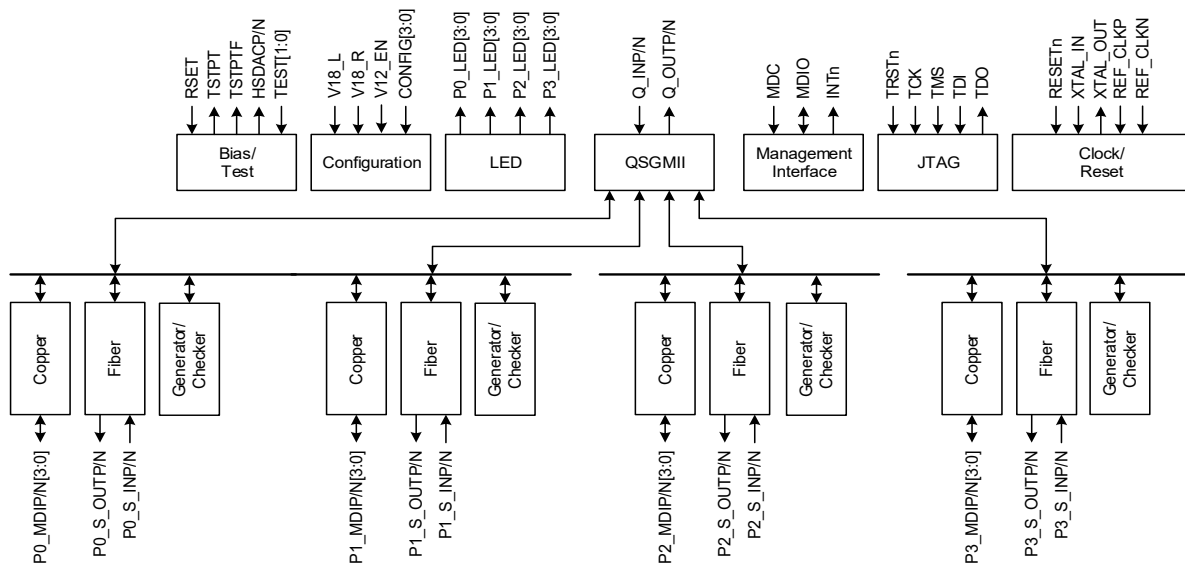 RSET
TSTPT
TSTPTF
HSDACP/N
TEST[1:0]
V18_L
V18_R
V12_EN
CONFIG[3:0]
P0_LED[3:0]
P1_LED[3:0]
P2_LED[3:0]
P3_LED[3:0]
Q_INP/N
Q_OUTP/N
MDC
MDIO
INTn
TRSTn
TCK
TMS
TDI
TDO
RESETn
XTAL_IN
XTAL_OUT
REF_CLKP
REF_CLKN
Bias/
Test
Configuration
LED
QSGMII
Management
Interface
JTAG
Clock/
Reset
Copper
Fiber
Generator/
Checker
Copper
Fiber
Generator/
Checker
Copper
Fiber
Generator/
Checker
Copper
Fiber
Generator/
Checker
P0_MDIP/N[3:0]
P0_S_OUTP/N
P0_S_INP/N
P1_MDIP/N[3:0]
P1_S_OUTP/N
P1_S_INP/N
P2_MDIP/N[3:0]
P2_S_OUTP/N
P2_S_INP/N
P3_MDIP/N[3:0]
P3_S_OUTP/N
P3_S_INP/N